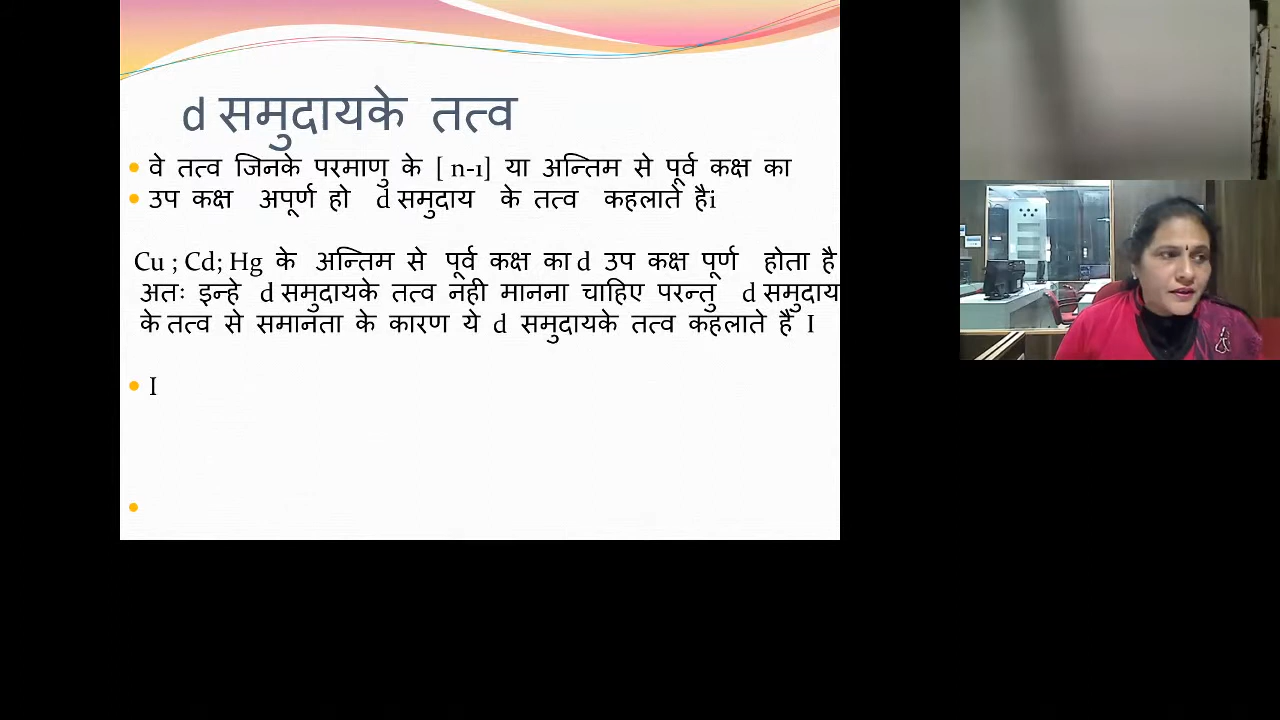 d समुदायके तत्व
वे तत्व जिनके परमाणु के [ n-1] या अन्तिम से पूर्व कक्ष का
उप कक्ष अपूर्ण हो d समुदाय के तत्व कहलाते हैi
Cu ; Cd; Hg के अन्तिम से पूर्व कक्ष का d उप कक्ष पूर्ण होता है
अतः इन्हे d समुदायके तत्व नही मानना चाहिए परन्तु d समुदाय
के तत्व से समानता के कारण ये d समुदायके तत्व कहलाते हैं I
I